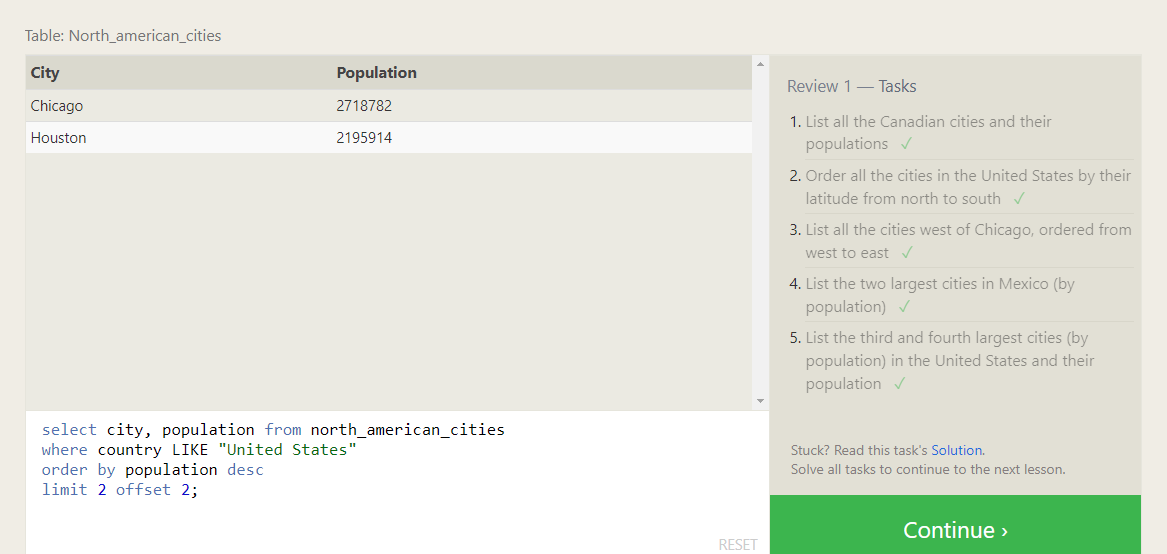 Table: North_american_cities
City Population
Chicago 2718782
Houston 2195914
select city, population from north_american_cities
where country LIKE "United States"
order by population desc
limit 2 offset 2;
RESET
Review 1 — Tasks
1. List all the Canadian cities and their
populations ✓
2. Order all the cities in the United States by their
latitude from north to south ✓
3. List all the cities west of Chicago, ordered from
west to east ✓
4. List the two largest cities in Mexico (by
population) ✓
5. List the third and fourth largest cities (by
population) in the United States and their
population ✓
Stuck? Read this task's Solution.
Solve all tasks to continue to the next lesson.
Continue ›